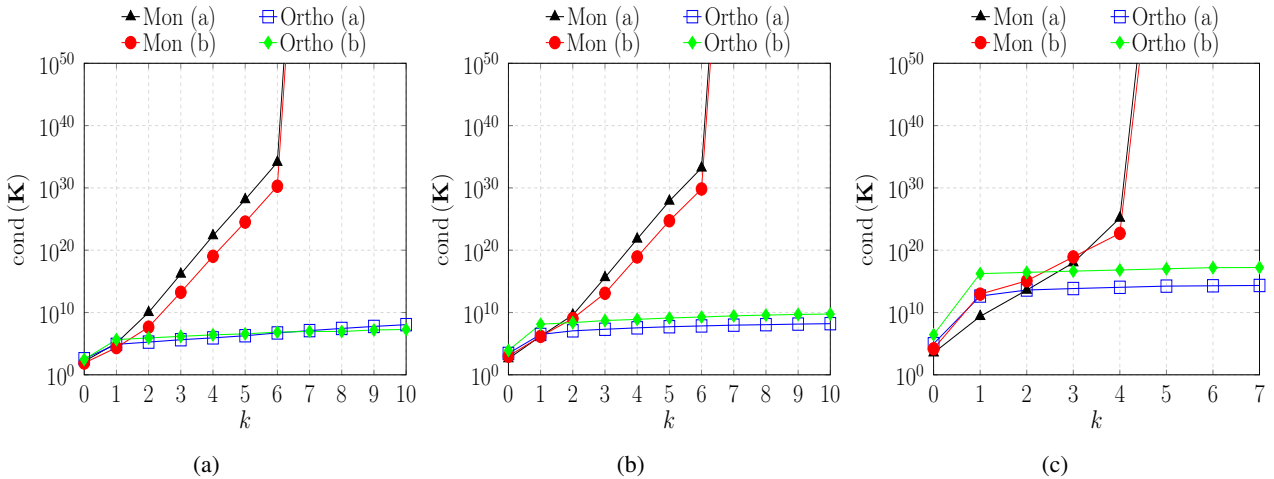 Mon (a) Ortho (a)
Mon (b) Ortho (b)
10^50
10^40
10^30
10^20
10^10
10^0
cond (K)
0 1 2 3 4 5 6 7 8 9 10
k
(a)
Mon (a) Ortho (a)
Mon (b) Ortho (b)
10^50
10^40
10^30
10^20
10^10
10^0
cond (K)
0 1 2 3 4 5 6 7 8 9 10
k
(b)
Mon (a) Ortho (a)
Mon (b) Ortho (b)
10^50
10^40
10^30
10^20
10^10
10^0
cond (K)
0 1 2 3 4 5 6 7
k
(c)